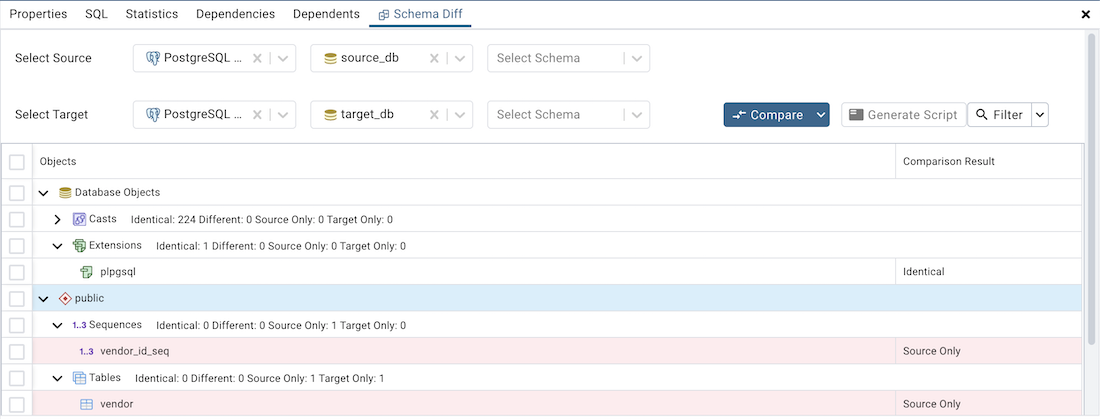 Properties SQL Statistics Dependencies Dependents Schema Diff
Select Source PostgreSQL ... source_db Select Schema
Select Target PostgreSQL ... target_db Select Schema Compare Generate Script Filter
Objects Comparison Result
Database Objects
Casts Identical: 224 Different: 0 Source Only: 0 Target Only: 0
Extensions Identical: 1 Different: 0 Source Only: 0 Target Only: 0
plpgsql Identical
public
1..3 Sequences Identical: 0 Different: 0 Source Only: 1 Target Only: 0
1..3 vendor_id_seq Source Only
Tables Identical: 0 Different: 0 Source Only: 1 Target Only: 1
vendor Source Only